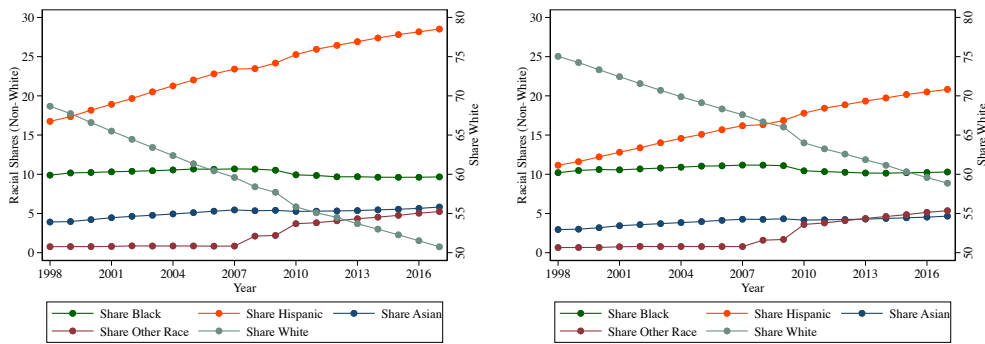 30
25
20
15
10
5
0
Racial Shares (Non-White)
80
75
70
65
60
55
50
Share White
1998 2001 2004 2007 2010 2013 2016
Year
Share Black Share Hispanic Share Asian
Share Other Race Share White
30
25
20
15
10
5
0
Racial Shares (Non-White)
80
75
70
65
60
55
50
Share White
1998 2001 2004 2007 2010 2013 2016
Year
Share Black Share Hispanic Share Asian
Share Other Race Share White